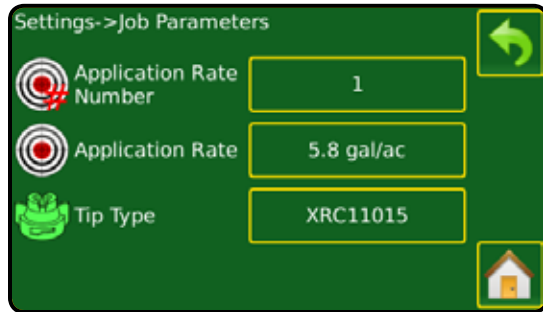 Settings->Job Parameters
Application Rate
Number
1
Application Rate
5.8 gal/ac
Tip Type
XRC11015